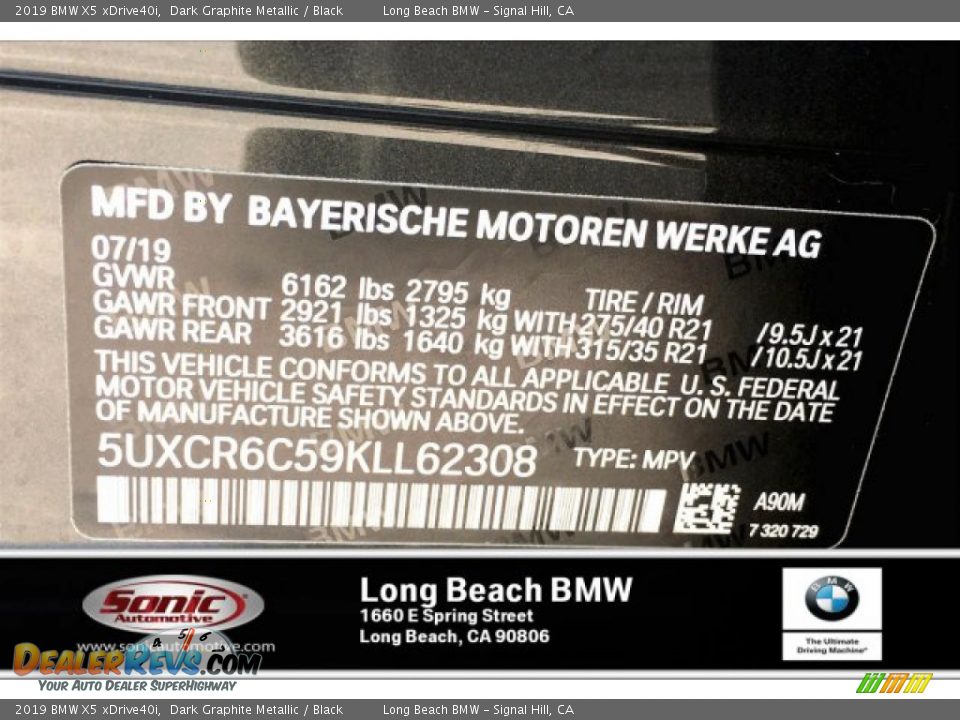 2019 BMW X5 xDrive40i, Dark Graphite Metallic / Black Long Beach BMW - Signal Hill, CA
MFD BY BAYERISCHE MOTOREN WERKE AG
07/19
GVWR 6162 lbs 2795 kg TIRE / RIM
GAWR FRONT 2921 lbs 1325 kg WITH 275/40 R21 /9.5J x 21
GAWR REAR 3616 lbs 1640 kg WITH 315/35 R21 /10.5J x 21
THIS VEHICLE CONFORMS TO ALL APPLICABLE U. S. FEDERAL
MOTOR VEHICLE SAFETY STANDARDS IN EFFECT ON THE DATE
OF MANUFACTURE SHOWN ABOVE.
5UXCR6C59KLL62308 TYPE: MPV
A90M
7 320 729
Sonic
Automotive
www.sonicautomotive.com
Long Beach BMW
1660 E Spring Street
Long Beach, CA 90806
BMW
The Ultimate
Driving Machine®
4 5 6
DealerRevs.com
Your Auto Dealer SuperHighway
2019 BMW X5 xDrive40i, Dark Graphite Metallic / Black Long Beach BMW - Signal Hill, CA